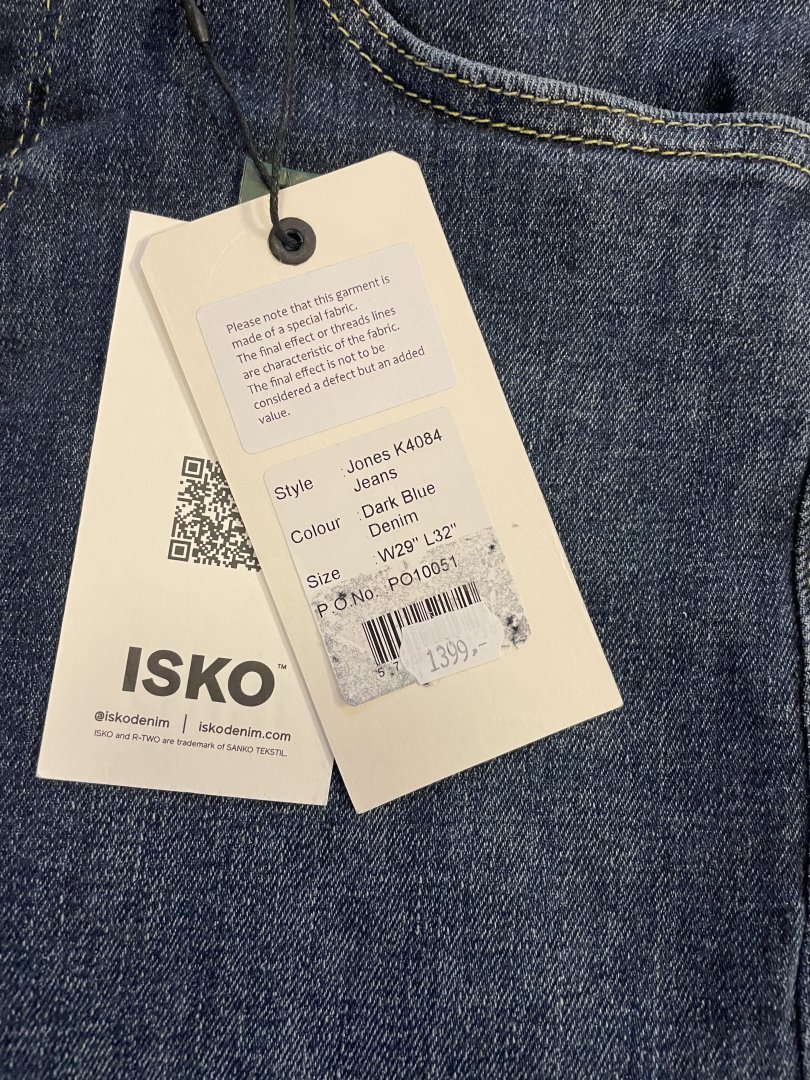 Please note that this garment is
made of a special fabric.
The final effect or threads lines
are characteristic of the fabric.
The final effect is not to be
considered a defect but an added
value.
Style : Jones K4084
Jeans
Colour : Dark Blue
Denim
Size : W29" L32"
P.O.No. : PO10051
5 7
1399,-
ISKO™
@iskodenim | iskodenim.com
ISKO and R-TWO are trademark of SANKO TEKSTIL.